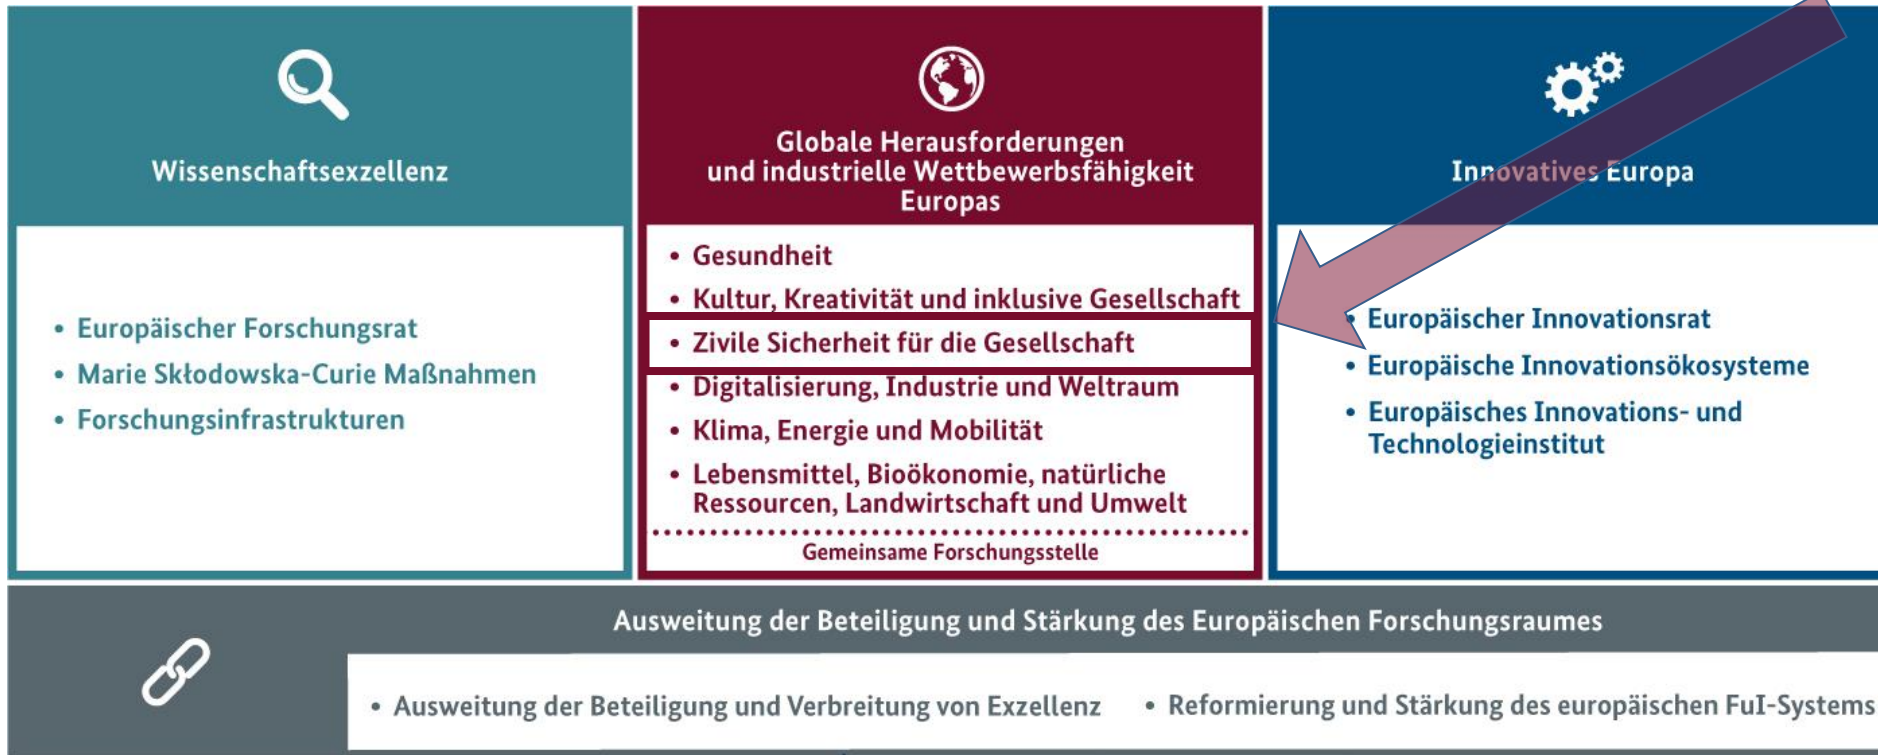 Wissenschaftsexzellenz
• Europäischer Forschungsrat
• Marie Skłodowska-Curie Maßnahmen
• Forschungsinfrastrukturen
Globale Herausforderungen
und industrielle Wettbewerbsfähigkeit
Europas
• Gesundheit
• Kultur, Kreativität und inklusive Gesellschaft
• Zivile Sicherheit für die Gesellschaft
• Digitalisierung, Industrie und Weltraum
• Klima, Energie und Mobilität
• Lebensmittel, Bioökonomie, natürliche
Ressourcen, Landwirtschaft und Umwelt
Gemeinsame Forschungsstelle
Innovatives Europa
• Europäischer Innovationsrat
• Europäische Innovationsökosysteme
• Europäisches Innovations- und
Technologieinstitut
Ausweitung der Beteiligung und Stärkung des Europäischen Forschungsraumes
• Ausweitung der Beteiligung und Verbreitung von Exzellenz • Reformierung und Stärkung des europäischen FuI-Systems